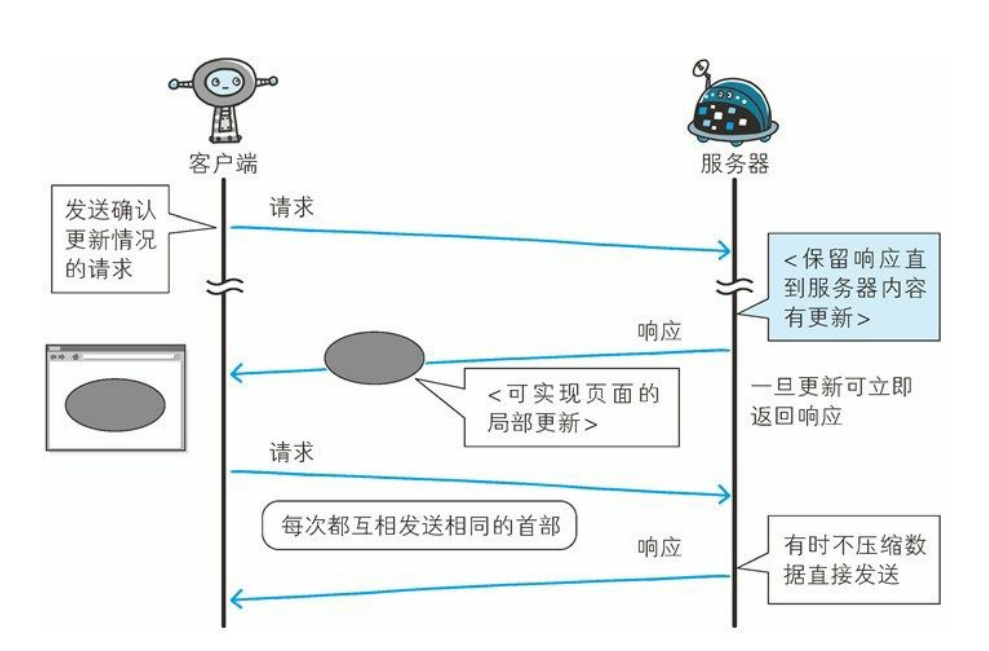 客户端
服务器
发送确认
更新情况
的请求
请求
<保留响应直
到服务器内容
有更新>
响应
<可实现页面的
局部更新>
一旦更新可立即
返回响应
请求
每次都互相发送相同的首部
响应
有时不压缩数
据直接发送